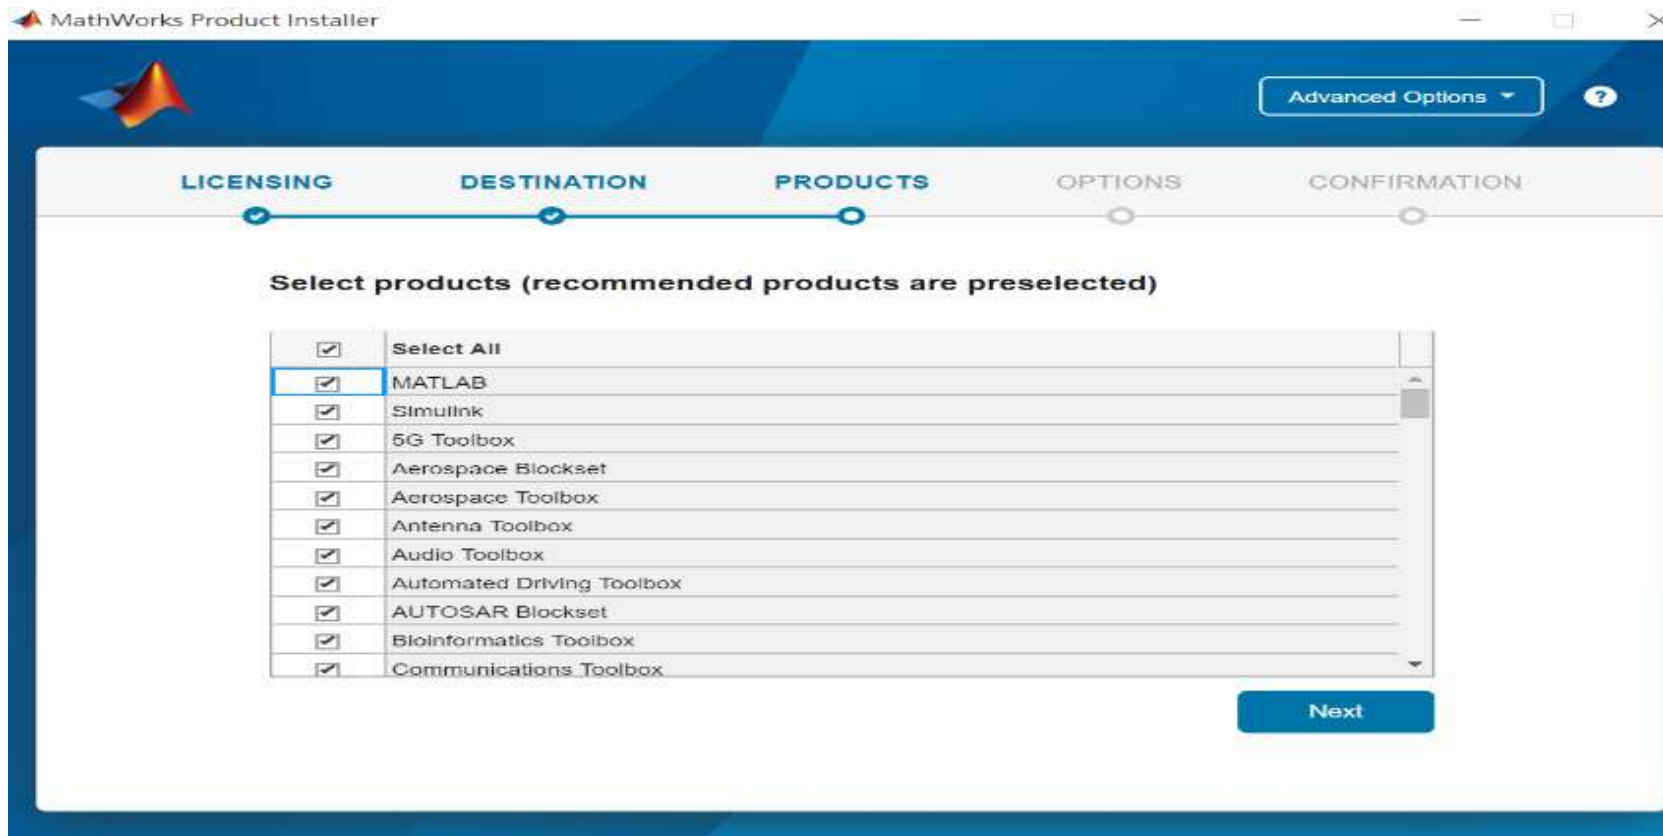 MathWorks Product Installer
Advanced Options
?
LICENSING DESTINATION PRODUCTS OPTIONS CONFIRMATION
Select products (recommended products are preselected)
Select All
MATLAB
Simulink
5G Toolbox
Aerospace Blockset
Aerospace Toolbox
Antenna Toolbox
Audio Toolbox
Automated Driving Toolbox
AUTOSAR Blockset
Bioinformatics Toolbox
Communications Toolbox
Next